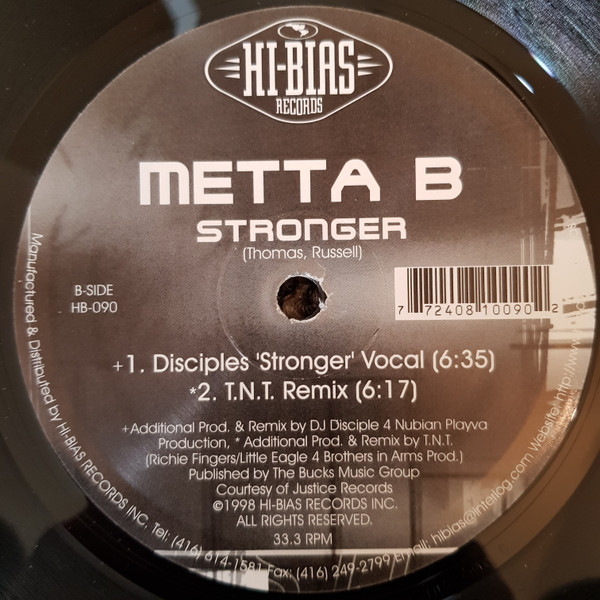 HI-BIAS
RECORDS
METTA B
STRONGER
(Thomas, Russell)
B-SIDE
HB-090
7 72408 10090 2
+1. Disciples 'Stronger' Vocal (6:35)
*2. T.N.T. Remix (6:17)
+Additional Prod. & Remix by DJ Disciple 4 Nubian Playva
Production, * Additional Prod. & Remix by T.N.T.
(Richie Fingers/Little Eagle 4 Brothers in Arms Prod.)
Published by The Bucks Music Group
Courtesy of Justice Records
©1998 HI-BIAS RECORDS INC.
ALL RIGHTS RESERVED.
33.3 RPM
Manufactured & Distributed by HI-BIAS RECORDS INC. Tel: (416) 614-1581 Fax: (416) 249-2799 Email: hibias@interlog.com Website: http://www.